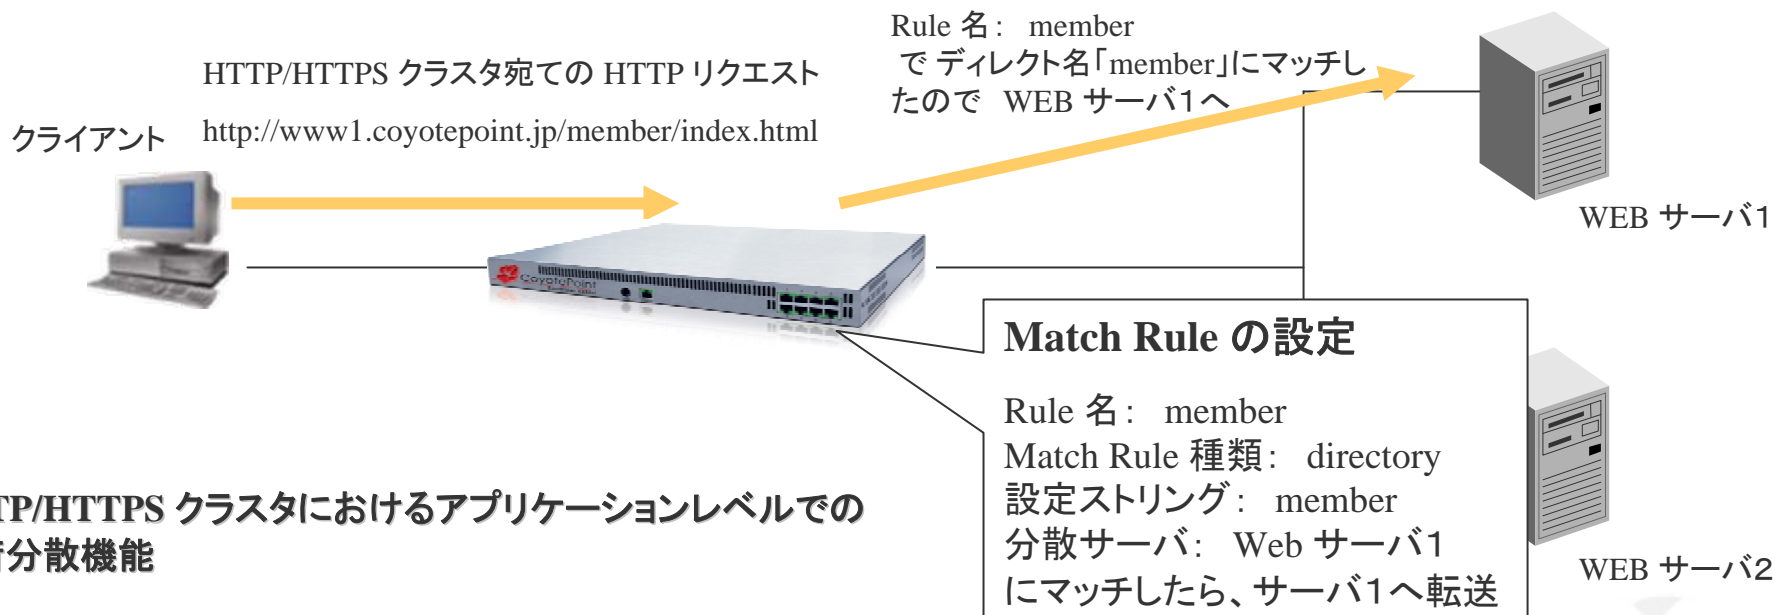 Rule 名： member
で ディレクト名「member」にマッチし
たので WEB サーバ１へ
HTTP/HTTPS クラスタ宛ての HTTP リクエスト
http://www1.coyotepoint.jp/member/index.html
クライアント
WEB サーバ１
CoyotePoint
Match Rule の設定
Rule 名： member
Match Rule 種類： directory
設定ストリング： member
分散サーバ： Web サーバ１
にマッチしたら、サーバ１へ転送
TP/HTTPS クラスタにおけるアプリケーションレベルでの
分散機能
WEB サーバ２